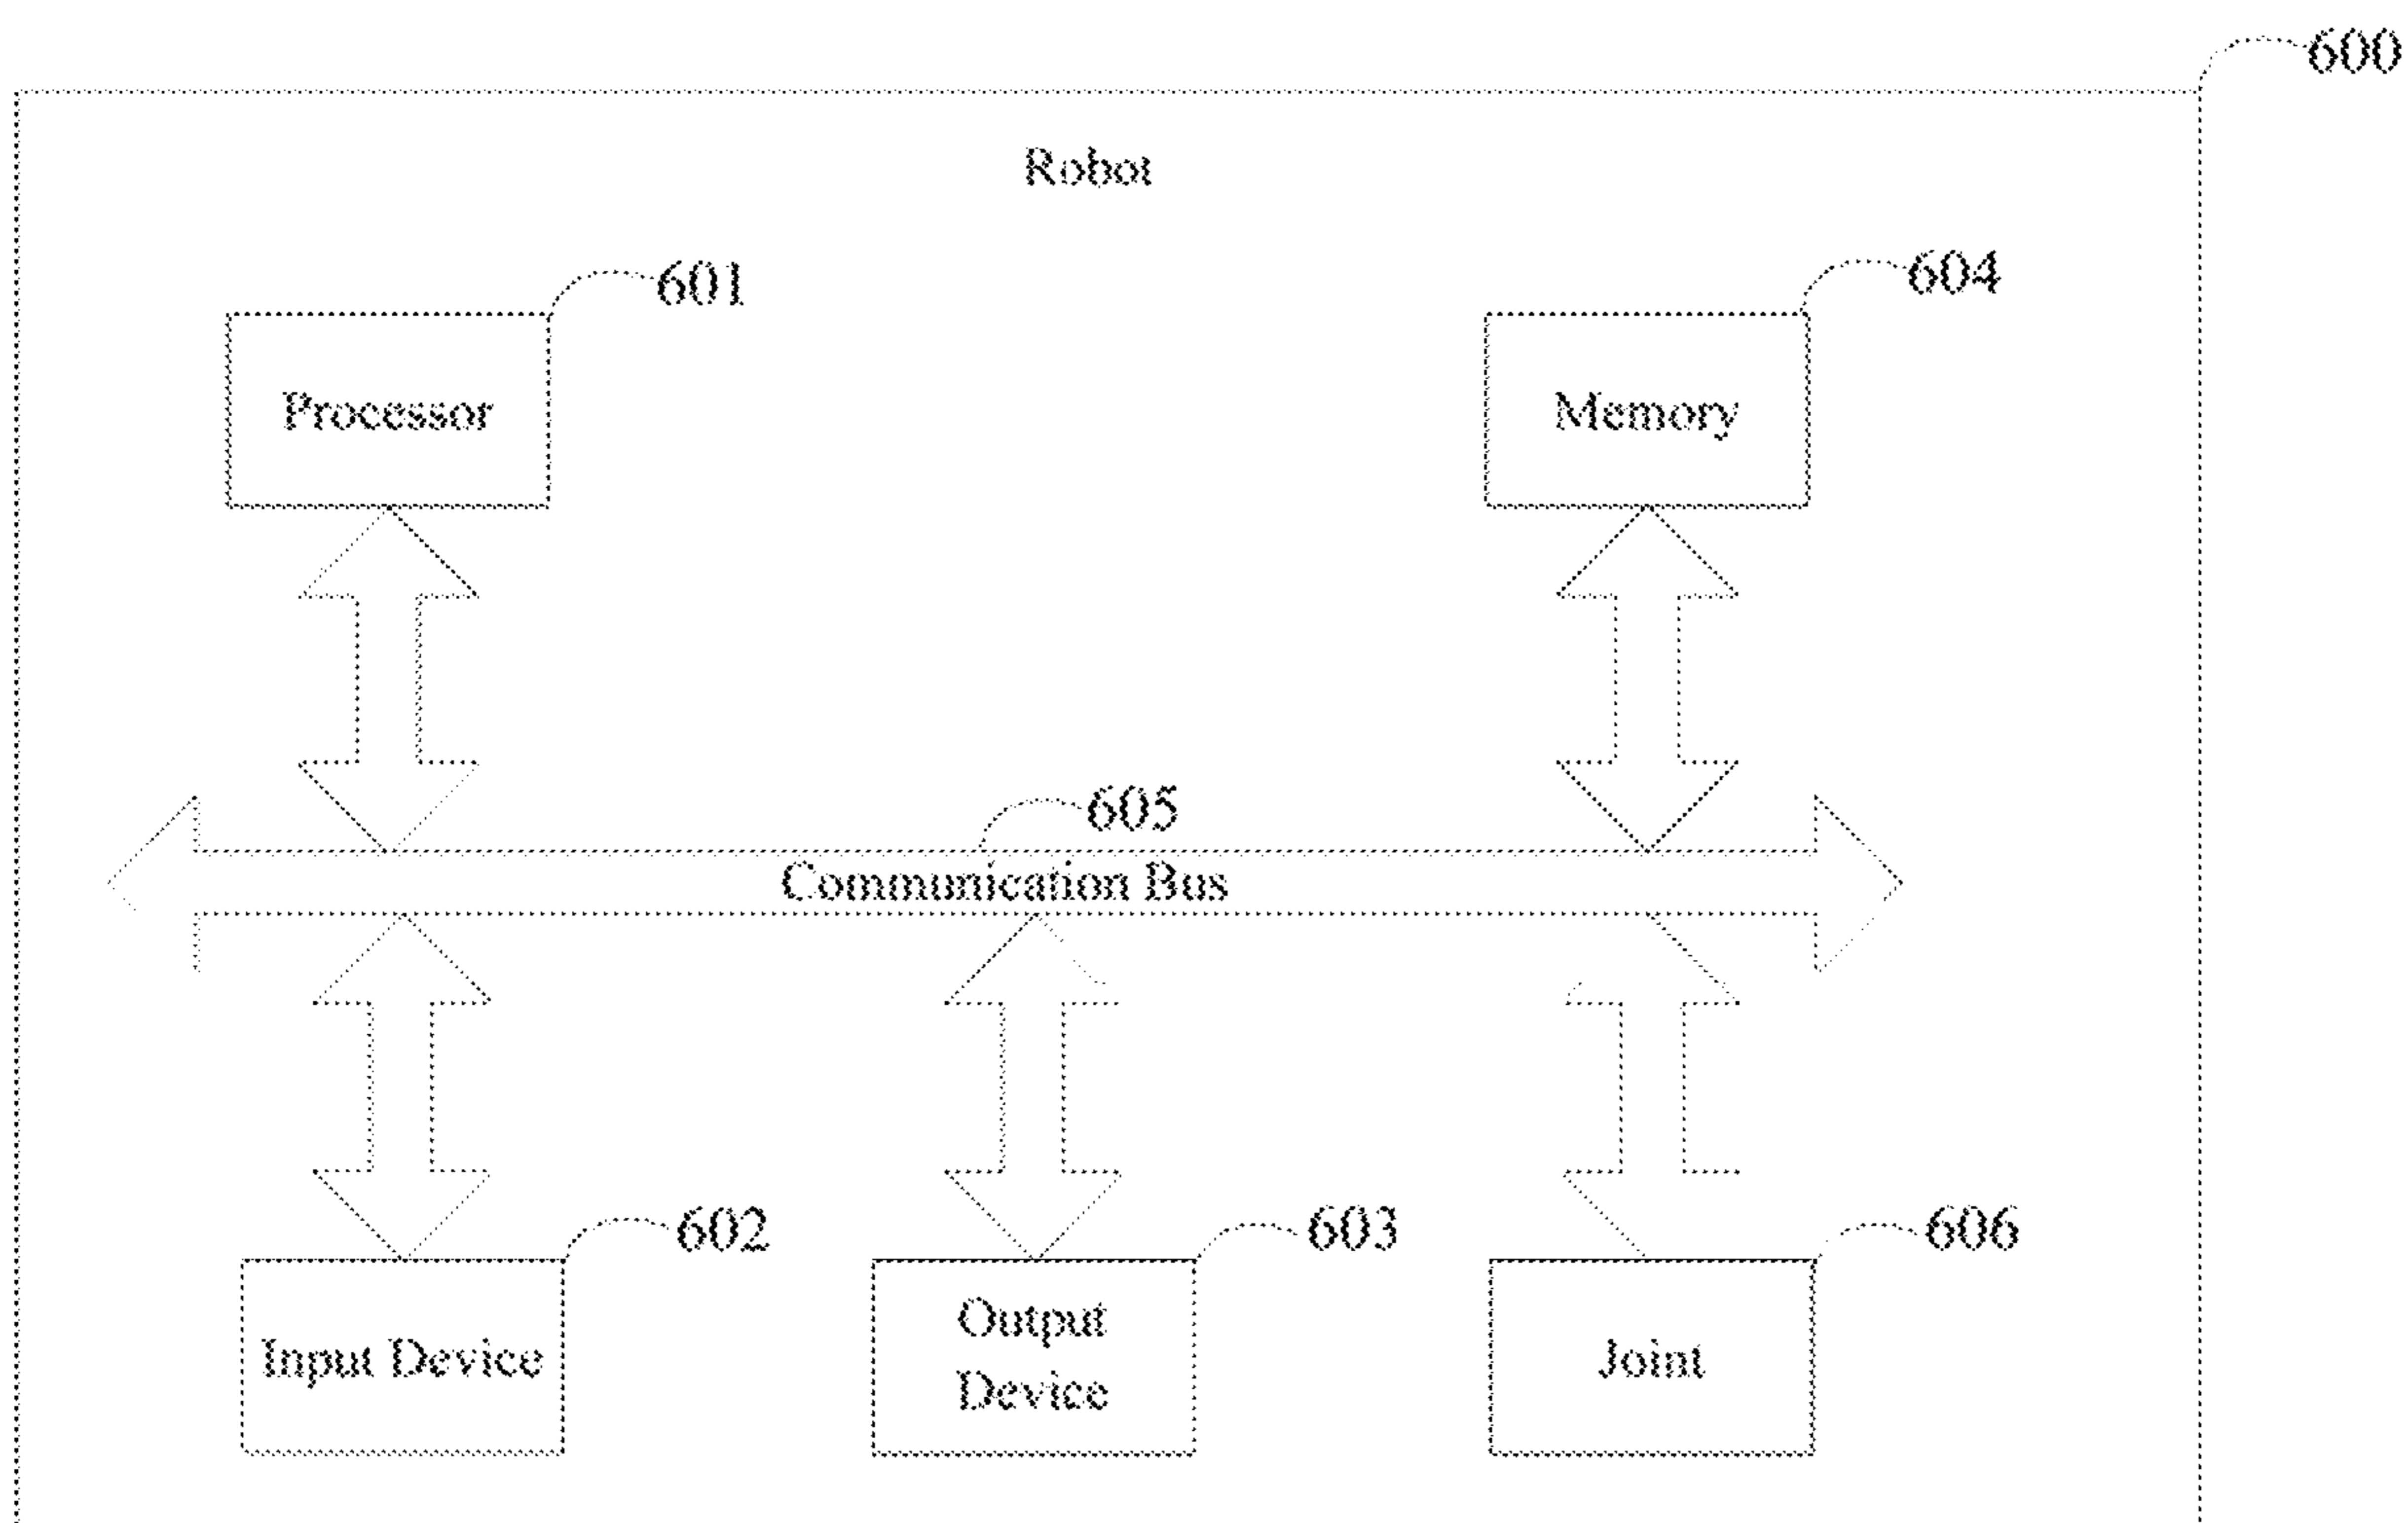 600
Robot
601
604
Processor
Memory
605
Communication Bus
602
603
606
Input Device
Output
Device
Joint